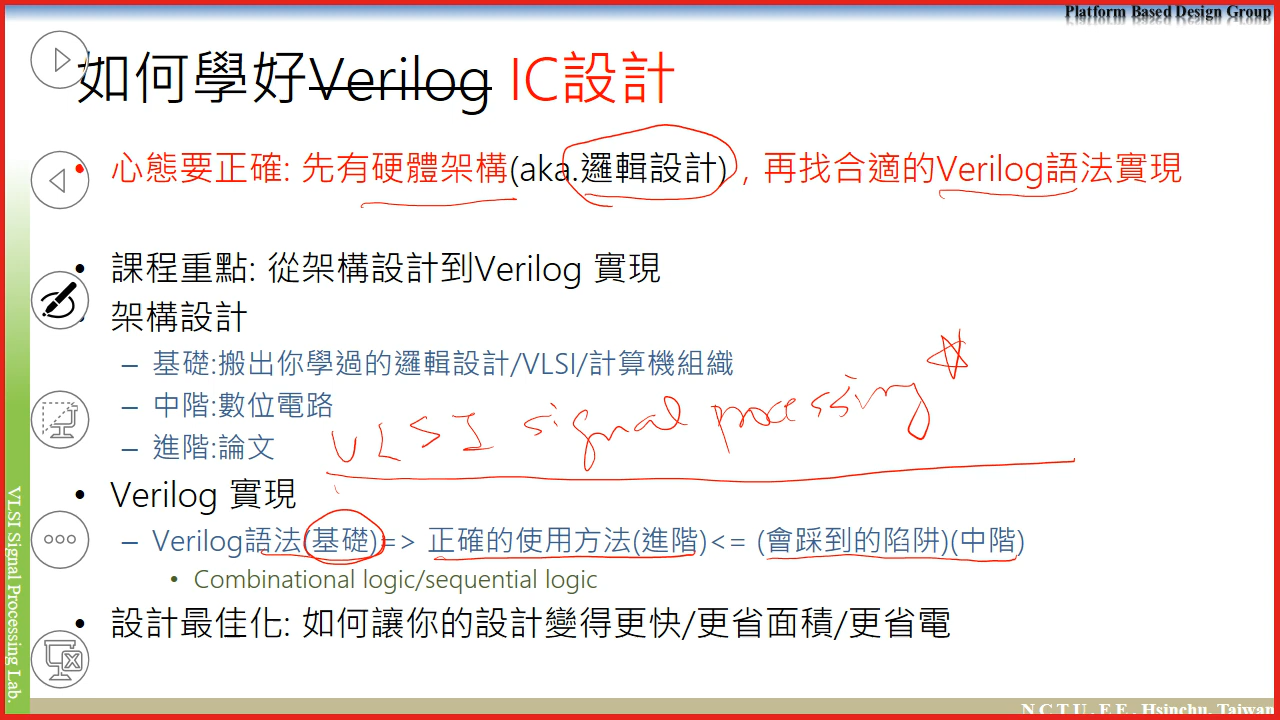 Platform Based Design Group
如何學好Verilog IC設計
• 心態要正確: 先有硬體架構(aka.邏輯設計)，再找合適的Verilog語法實現
• 課程重點: 從架構設計到Verilog 實現
架構設計
– 基礎:搬出你學過的邏輯設計/VLSI/計算機組織
– 中階:數位電路
– 進階:論文
VLSI signal processing
• Verilog 實現
– Verilog語法(基礎)=> 正確的使用方法(進階)<= (會踩到的陷阱)(中階)
• Combinational logic/sequential logic
• 設計最佳化: 如何讓你的設計變得更快/更省面積/更省電
VLSI Signal Processing Lab.
N C T U . E E , Hsinchu, Taiwan